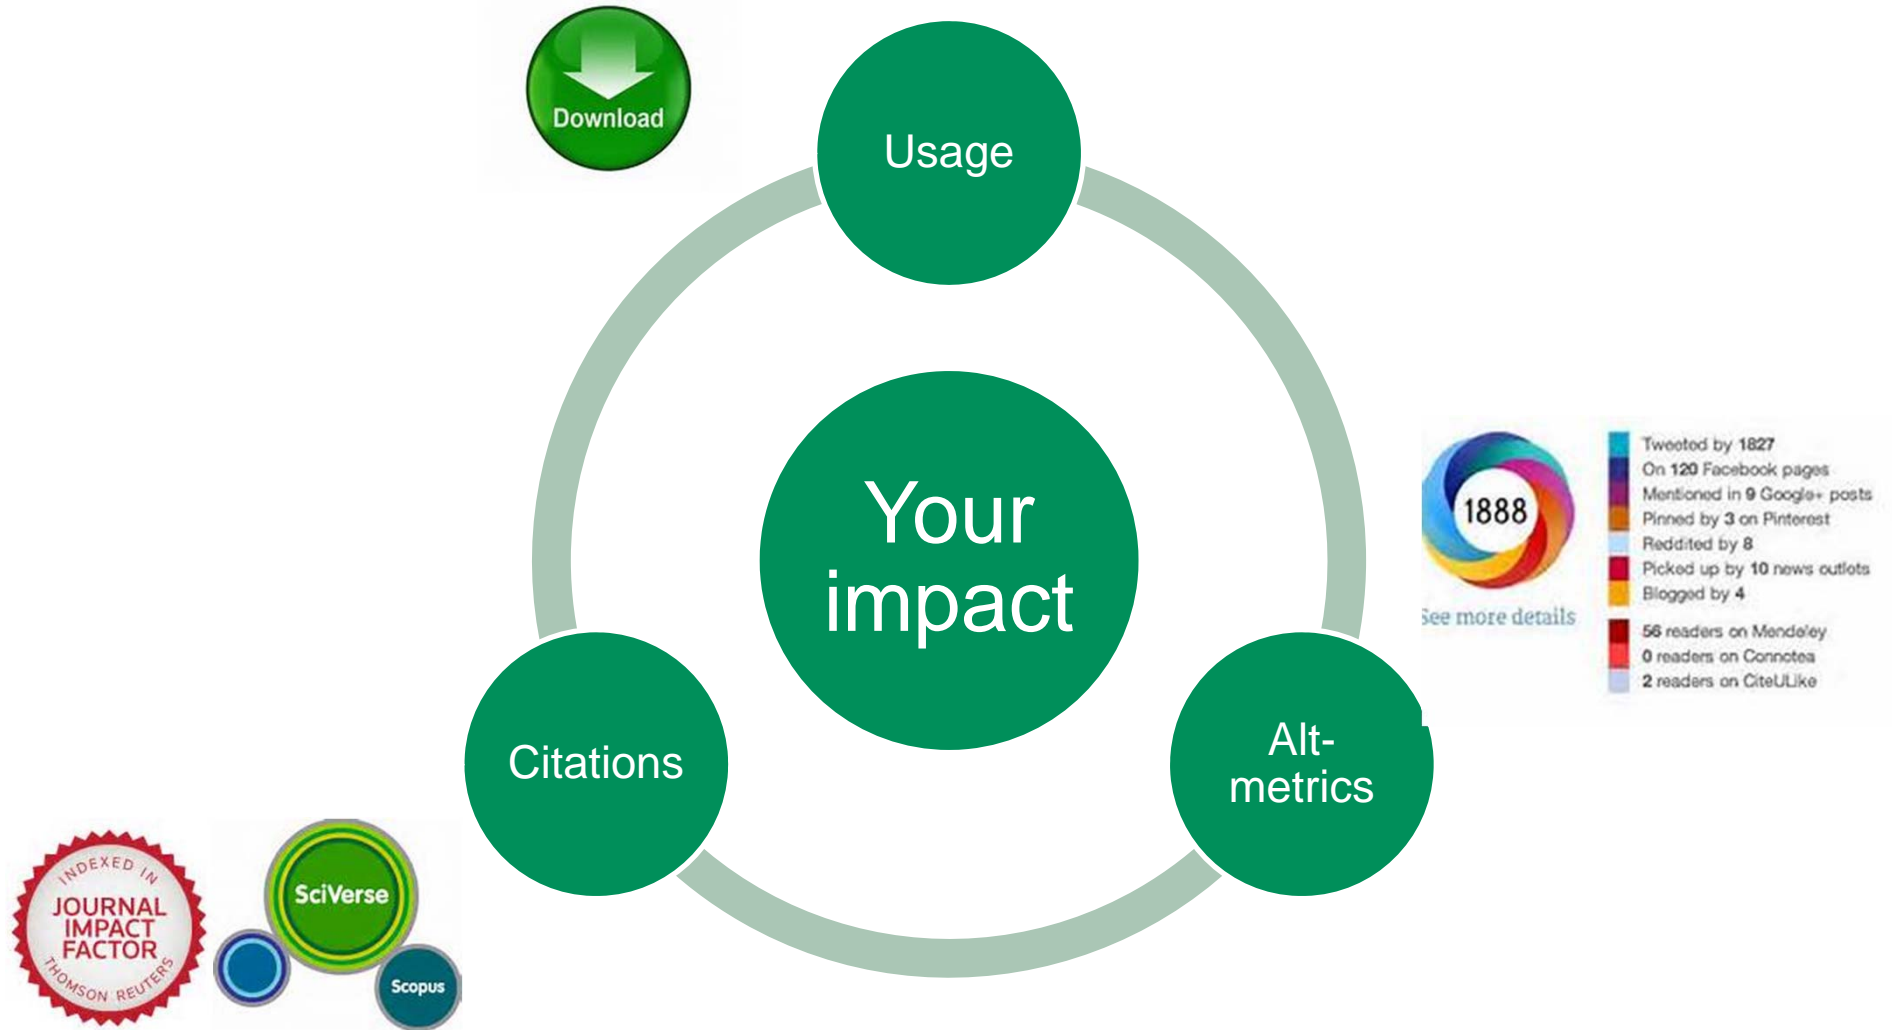 Download
Usage
Your
impact
Tweeted by 1827
On 120 Facebook pages
Mentioned in 9 Google+ posts
Pinned by 3 on Pinterest
Reddited by 8
Picked up by 10 news outlets
Blogged by 4
1888
See more details
56 readers on Mendeley
0 readers on Connotea
2 readers on CiteULike
Citations
Alt-
metrics
INDEXED IN
JOURNAL
IMPACT
FACTOR
THOMSON REUTERS
SciVerse
Scopus